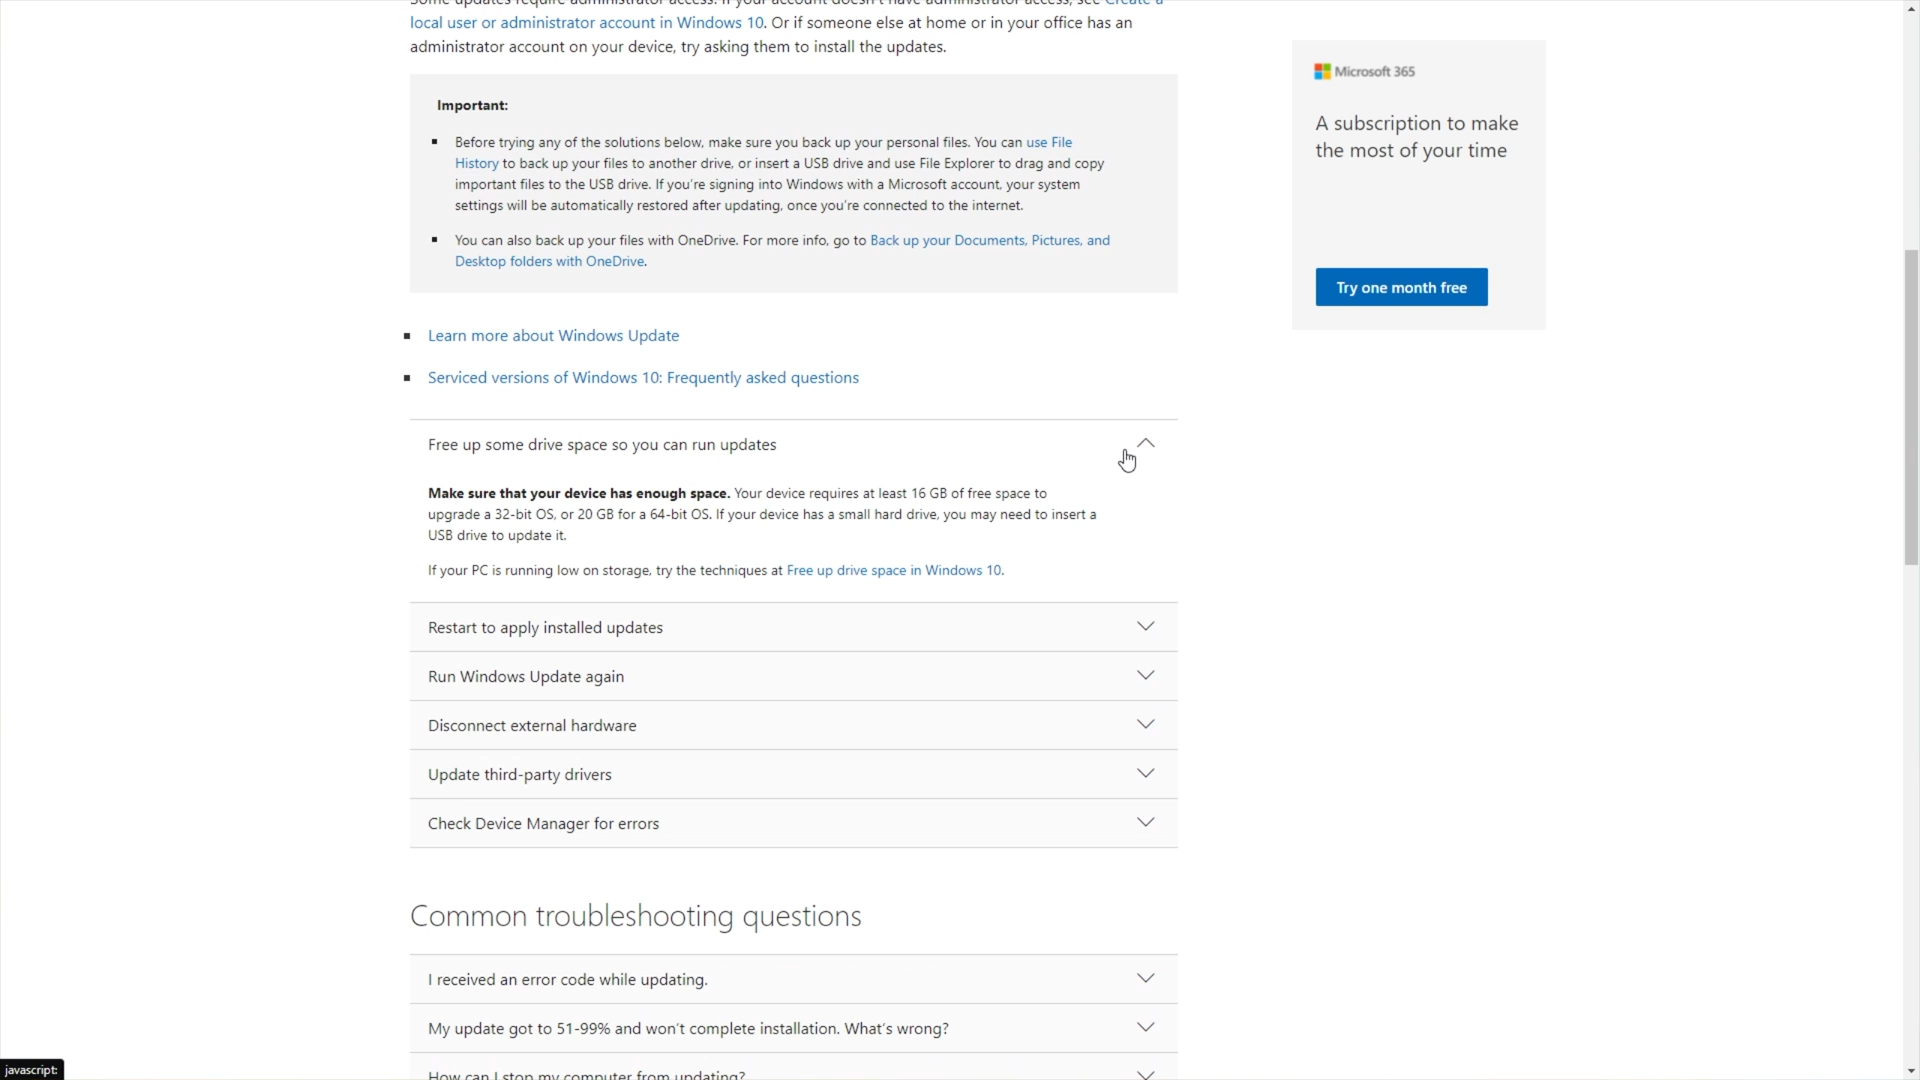 Some updates require administrator access. If your account doesn't have administrator access, see Create a
local user or administrator account in Windows 10. Or if someone else at home or in your office has an
administrator account on your device, try asking them to install the updates.
Important:
Before trying any of the solutions below, make sure you back up your personal files. You can use File
History to back up your files to another drive, or insert a USB drive and use File Explorer to drag and copy
important files to the USB drive. If you're signing into Windows with a Microsoft account, your system
settings will be automatically restored after updating, once you're connected to the internet.
You can also back up your files with OneDrive. For more info, go to Back up your Documents, Pictures, and
Desktop folders with OneDrive.
Microsoft 365
A subscription to make
the most of your time
Try one month free
Learn more about Windows Update
Serviced versions of Windows 10: Frequently asked questions
Free up some drive space so you can run updates
Make sure that your device has enough space. Your device requires at least 16 GB of free space to
upgrade a 32-bit OS, or 20 GB for a 64-bit OS. If your device has a small hard drive, you may need to insert a
USB drive to update it.
If your PC is running low on storage, try the techniques at Free up drive space in Windows 10.
Restart to apply installed updates
Run Windows Update again
Disconnect external hardware
Update third-party drivers
Check Device Manager for errors
Common troubleshooting questions
I received an error code while updating.
My update got to 51-99% and won't complete installation. What's wrong?
How can I stop my computer from updating?
javascript: